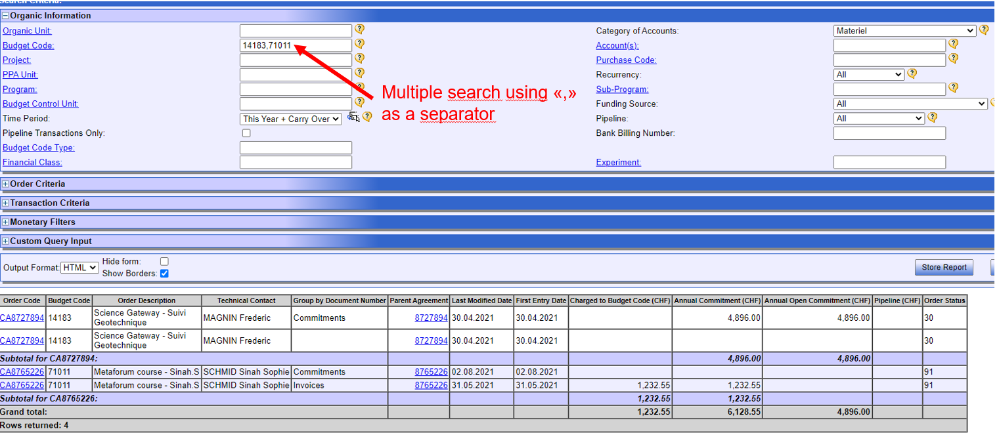 Search Criteria:
Organic Information
Organic Unit: Category of Accounts: Materiel
Budget Code: 14183,71011 Account(s):
Project: Purchase Code:
PPA Unit: Recurrency: All
Program: Sub-Program:
Multiple search using «,»
as a separator
Budget Control Unit: Funding Source: All
Time Period: This Year + Carry Over Pipeline: All
Pipeline Transactions Only: Bank Billing Number:
Budget Code Type:
Financial Class: Experiment:
Order Criteria
Transaction Criteria
Monetary Filters
Custom Query Input
Output Format: HTML Hide form:
Show Borders:
Store Report
Order Code Budget Code Order Description Technical Contact Group by Document Number Parent Agreement Last Modified Date First Entry Date Charged to Budget Code (CHF) Annual Commitment (CHF) Annual Open Commitment (CHF) Pipeline (CHF) Order Status
CA8727894 14183 Science Gateway - Suivi Geotechnique MAGNIN Frederic Commitments 8727894 30.04.2021 30.04.2021 4,896.00 4,896.00 30
CA8727894 14183 Science Gateway - Suivi Geotechnique MAGNIN Frederic 8727894 30.04.2021 30.04.2021 30
Subtotal for CA8727894: 4,896.00 4,896.00
CA8765226 71011 Metaforum course - Sinah.S SCHMID Sinah Sophie Commitments 8765226 02.08.2021 02.08.2021 91
CA8765226 71011 Metaforum course - Sinah.S SCHMID Sinah Sophie Invoices 8765226 31.05.2021 31.05.2021 1,232.55 1,232.55 91
Subtotal for CA8765226: 1,232.55 1,232.55
Grand total: 1,232.55 6,128.55 4,896.00
Rows returned: 4